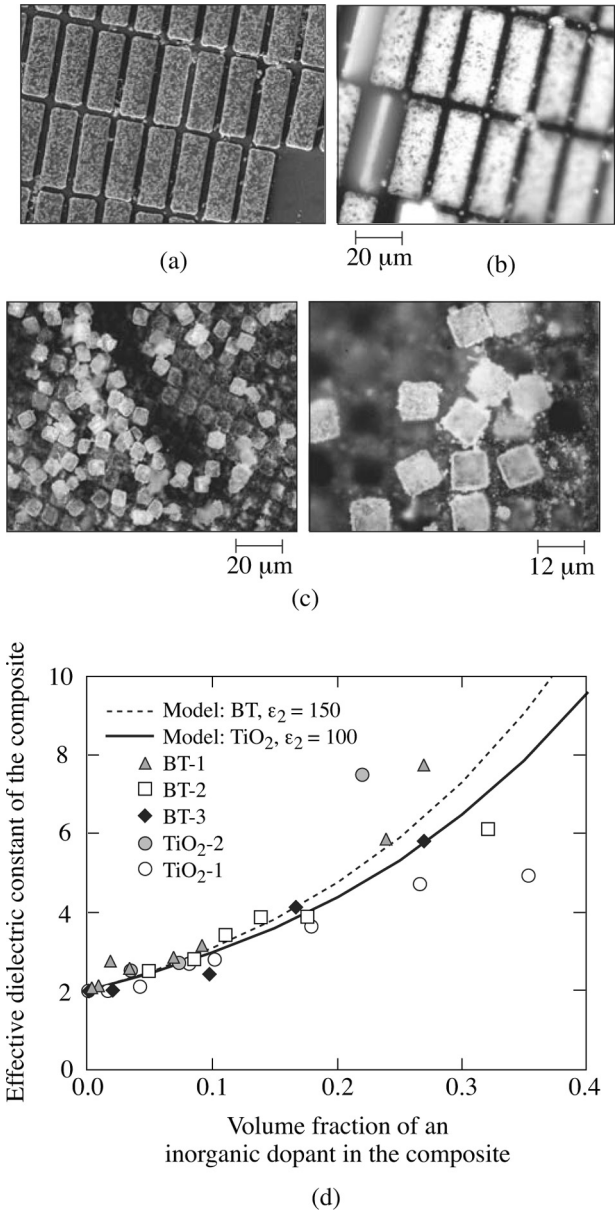 (a)
20 μm
(b)
20 μm
12 μm
(c)
Effective dielectric constant of the composite
10
8
6
4
2
0
Model: BT, ε₂ = 150
Model: TiO₂, ε₂ = 100
BT-1
BT-2
BT-3
TiO₂-2
TiO₂-1
0.0
0.1
0.2
0.3
0.4
Volume fraction of an
inorganic dopant in the composite
(d)